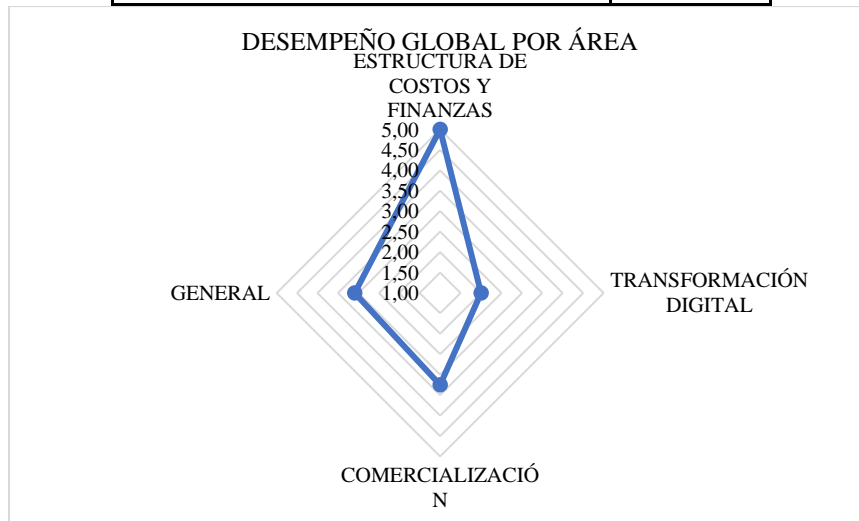 DESEMPEÑO GLOBAL POR ÁREA
ESTRUCTURA DE
COSTOS Y
FINANZAS
5,00
4,50
4,00
3,50
3,00
2,50
2,00
1,50
1,00
GENERAL
TRANSFORMACIÓN
DIGITAL
COMERCIALIZACIÓ
N